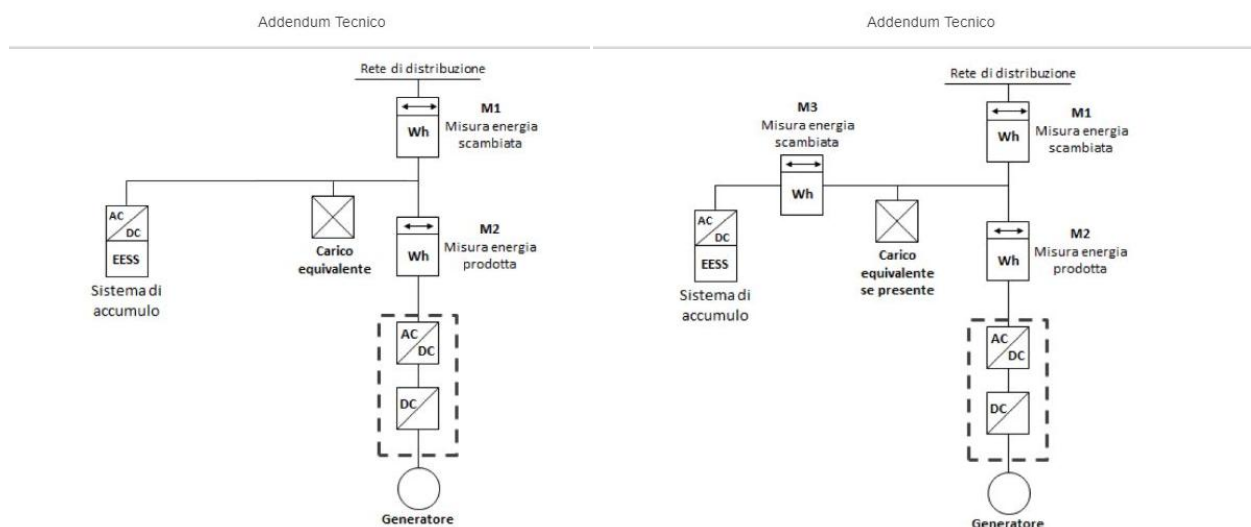 Addendum Tecnico
Rete di distribuzione
M1
Misura energia
scambiata
Wh
AC
DC
EESS
Sistema di
accumulo
Carico
equivalente
M2
Misura energia
prodotta
Wh
AC
DC
DC
Generatore
Addendum Tecnico
Rete di distribuzione
M3
Misura energia
scambiata
Wh
M1
Misura energia
scambiata
Wh
AC
DC
EESS
Sistema di
accumulo
Carico
equivalente
se presente
M2
Misura energia
prodotta
Wh
AC
DC
DC
Generatore